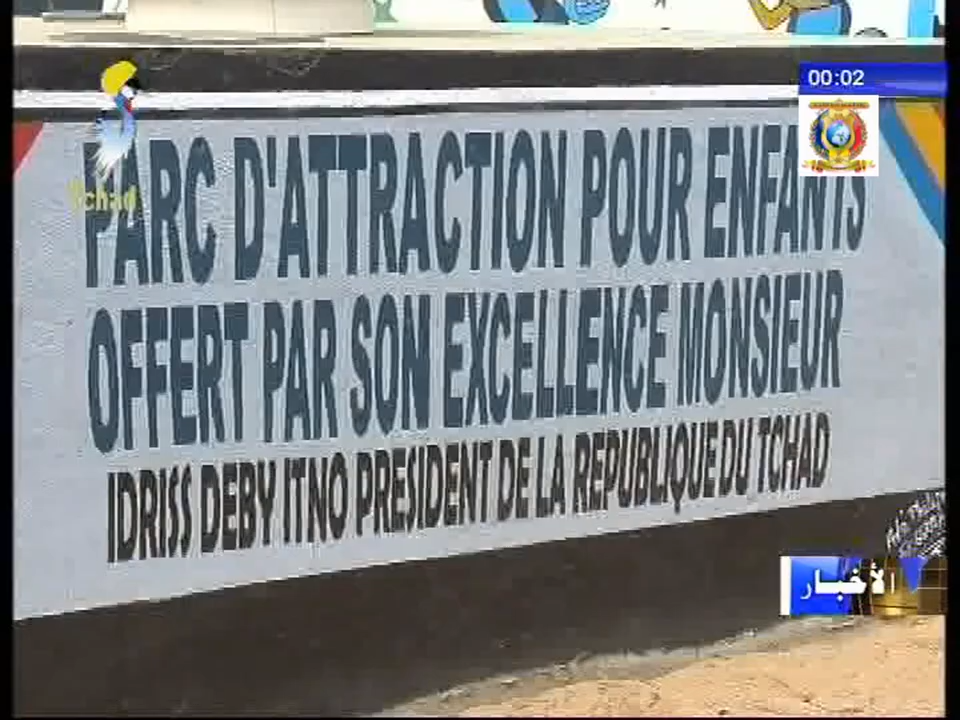 00:02
Tchad
PARC D'ATTRACTION POUR ENFANTS
OFFERT PAR SON EXCELLENCE MONSIEUR
IDRISS DEBY ITNO PRESIDENT DE LA REPUBLIQUE DU TCHAD
الأخبار